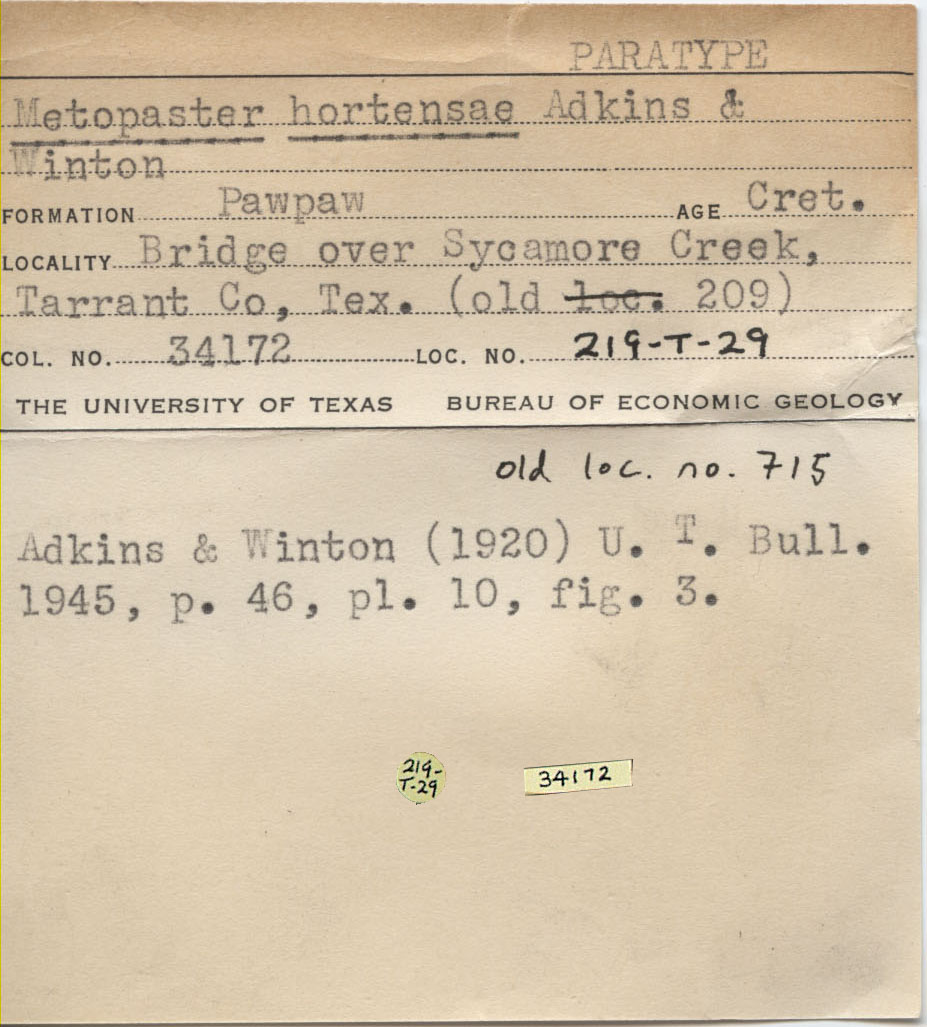 PARATYPE
Metopaster hortensae Adkins &
Winton
FORMATION Pawpaw AGE Cret.
LOCALITY Bridge over Sycamore Creek,
Tarrant Co, Tex. (old loc. 209)
COL. NO. 34172 LOC. NO. 219-T-29
THE UNIVERSITY OF TEXAS BUREAU OF ECONOMIC GEOLOGY
old loc. no. 715
Adkins & Winton (1920) U. T. Bull.
1945, p. 46, pl. 10, fig. 3.
219-
T-29
34172